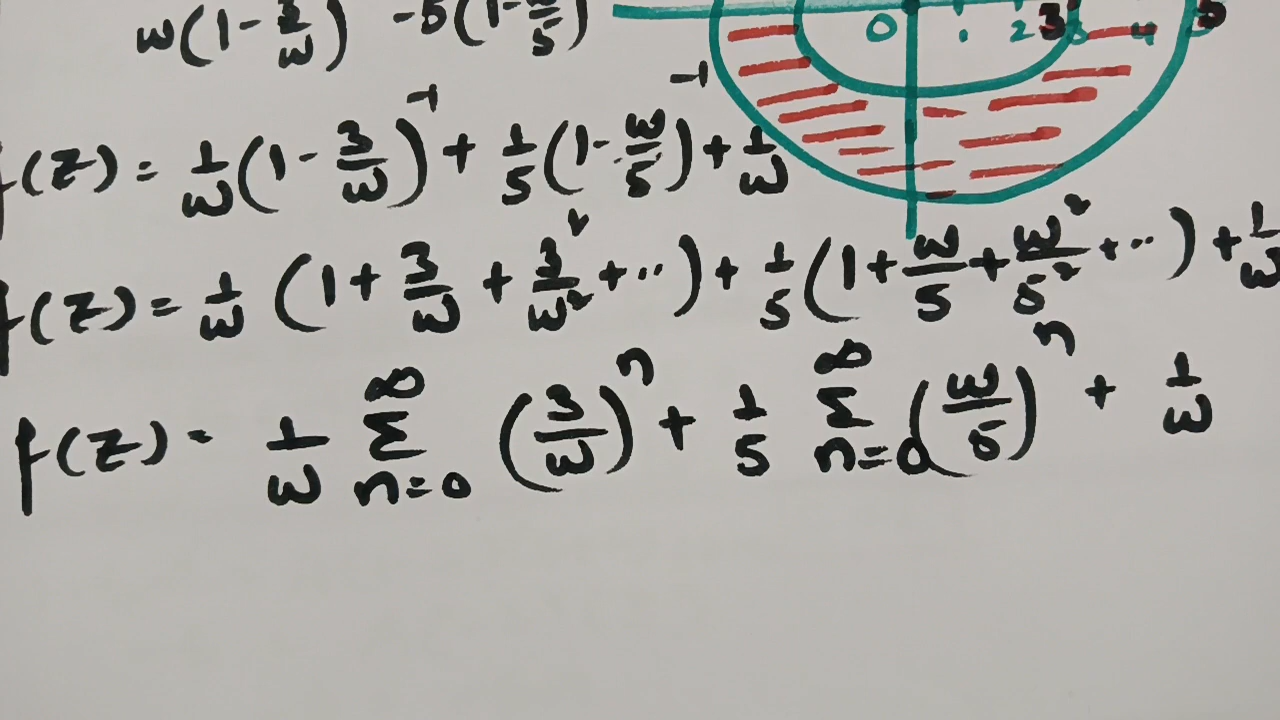 w(1-3/w) -5(1-w/5)
0 1 2 3 4 5
f(z) = 1/w (1 - 3/w)^-1 + 1/5 (1 - w/5)^-1 + 1/w
f(z) = 1/w (1 + 3/w + 3²/w² + ..) + 1/5 (1 + w/5 + w²/5² + ..) + 1/w
f(z) = 1/w ∑_{n=0}^{∞} (3/w)^n + 1/5 ∑_{n=0}^{∞} (w/5)^n + 1/w